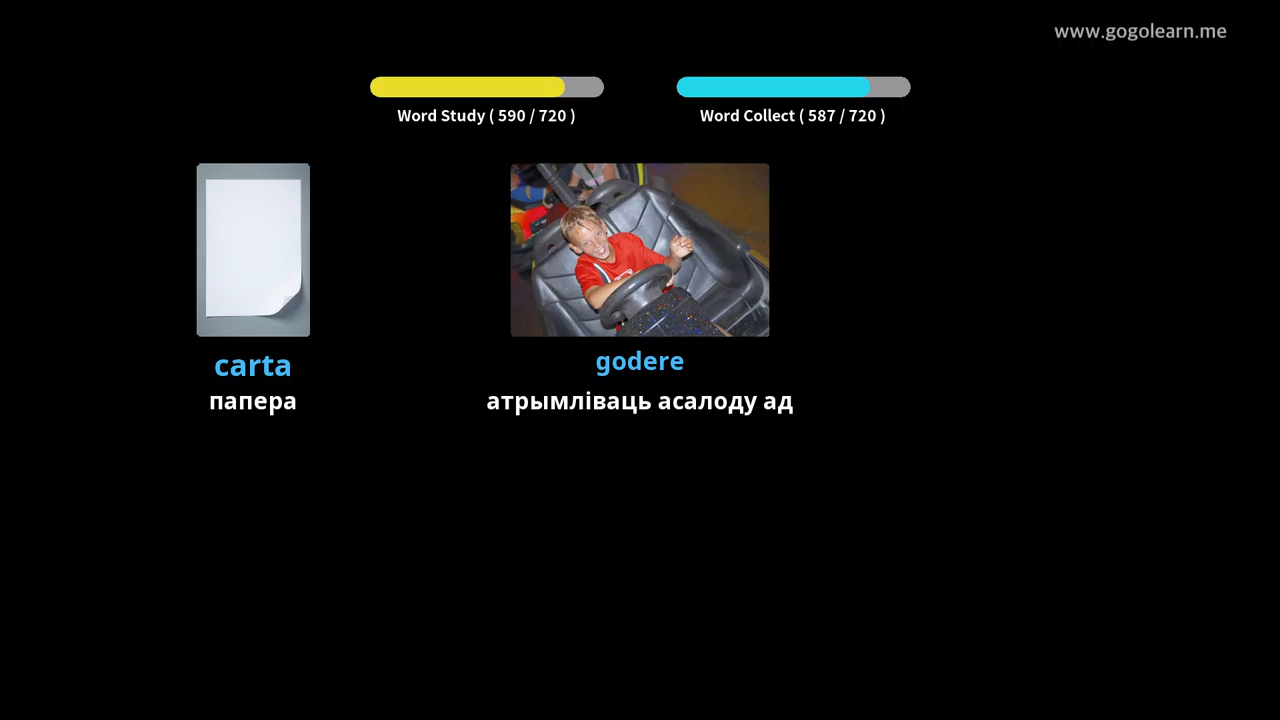 www.gogolearn.me
Word Study ( 590 / 720 )
Word Collect ( 587 / 720 )
carta
папера
godere
атрымліваць асалоду ад